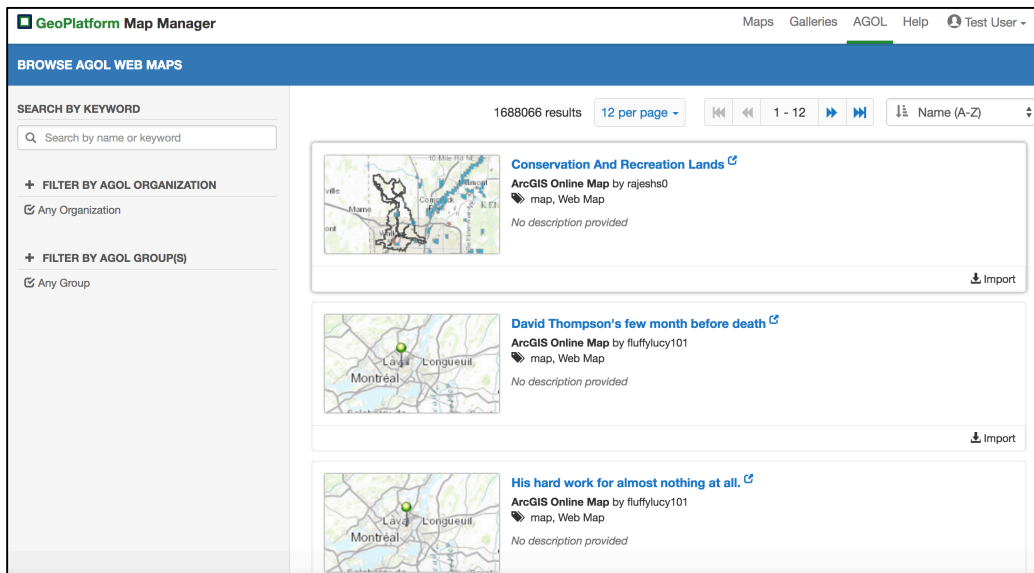 GeoPlatform Map Manager
Maps Galleries AGOL Help Test User
BROWSE AGOL WEB MAPS
SEARCH BY KEYWORD
Search by name or keyword
FILTER BY AGOL ORGANIZATION
Any Organization
FILTER BY AGOL GROUP(S)
Any Group
1688066 results 12 per page 1 - 12 Name (A-Z)
10 Mile Rd NE
Marne
Conservation And Recreation Lands
ArcGIS Online Map by rajeshs0
map, Web Map
No description provided
Import
Laval Longueuil
Montréal
David Thompson's few month before death
ArcGIS Online Map by fluffylucy101
map, Web Map
No description provided
Import
Laval Longueuil
Montréal
His hard work for almost nothing at all.
ArcGIS Online Map by fluffylucy101
map, Web Map
No description provided